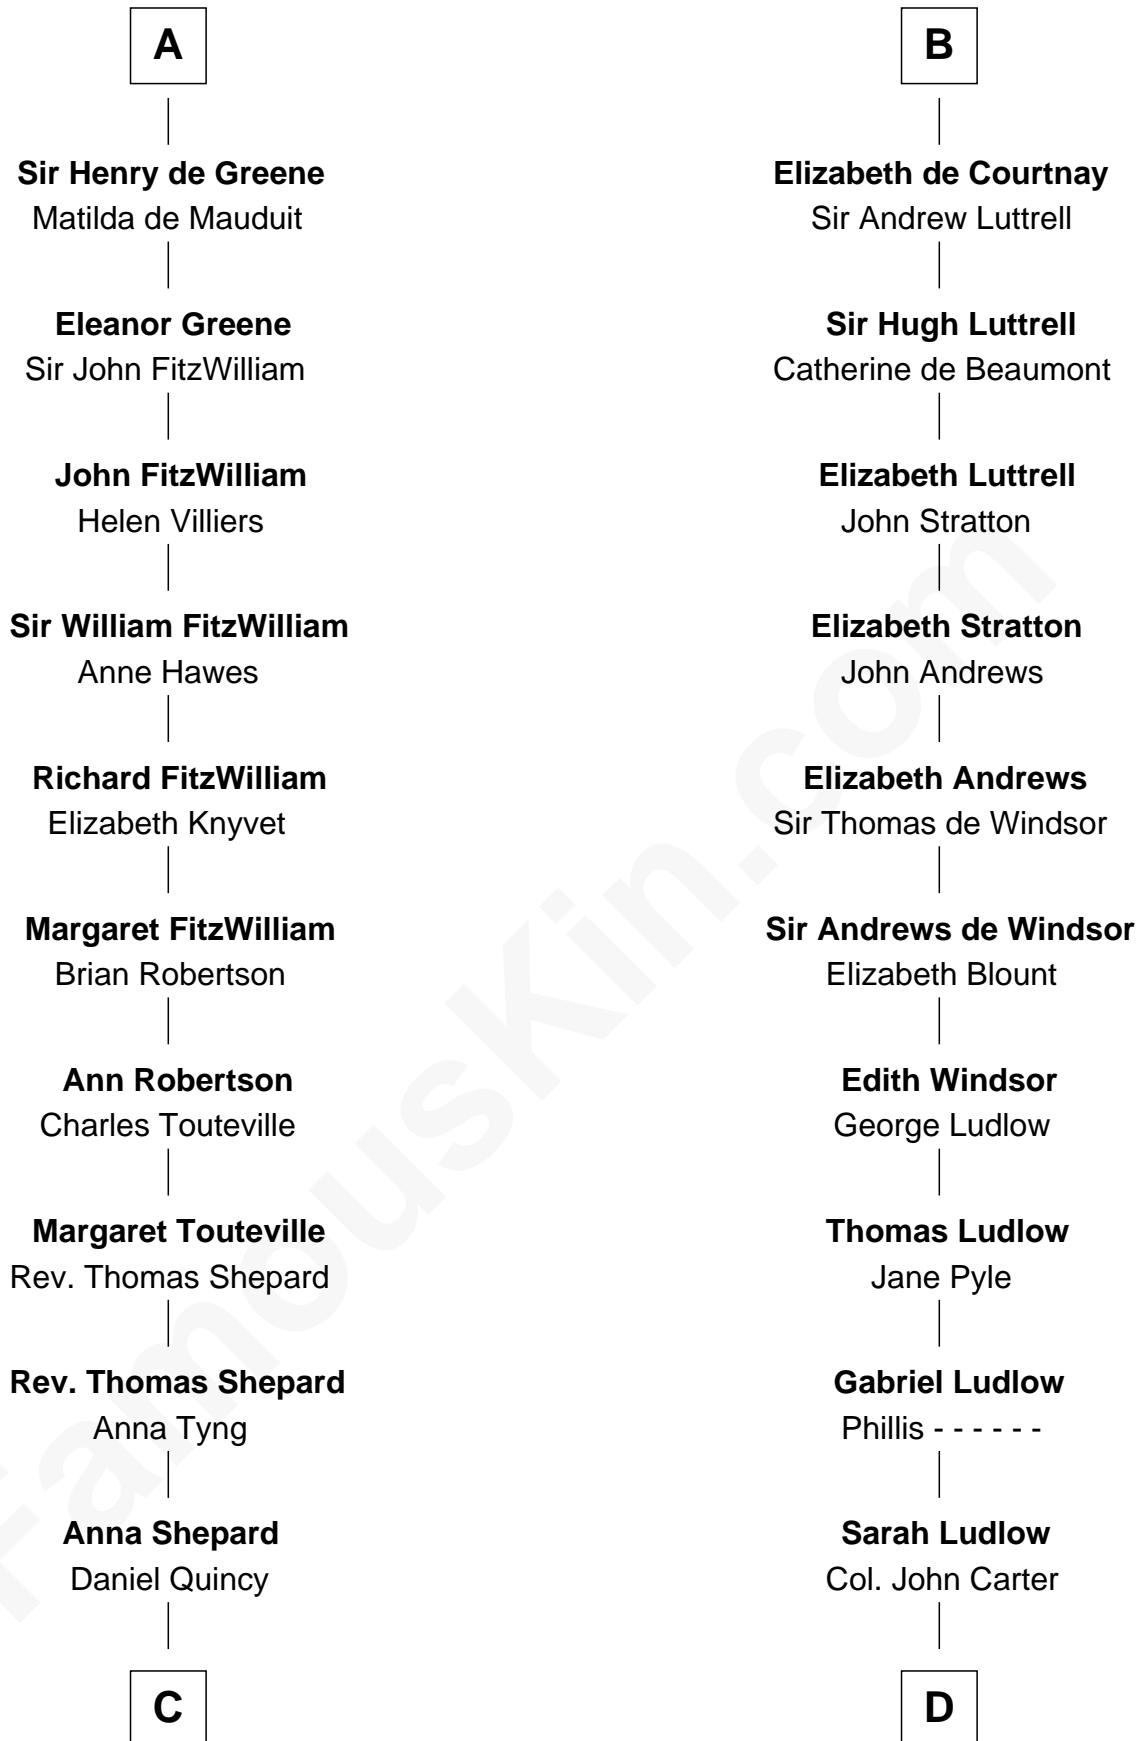 A
Sir Henry de Greene
Matilda de Mauduit
Eleanor Greene
Sir John FitzWilliam
John FitzWilliam
Helen Villiers
Sir William FitzWilliam
Anne Hawes
Richard FitzWilliam
Elizabeth Knyvet
Margaret FitzWilliam
Brian Robertson
Ann Robertson
Charles Touteville
Margaret Touteville
Rev. Thomas Shepard
Rev. Thomas Shepard
Anna Tyng
Anna Shepard
Daniel Quincy
C
B
Elizabeth de Courtnay
Sir Andrew Luttrell
Sir Hugh Luttrell
Catherine de Beaumont
Elizabeth Luttrell
John Stratton
Elizabeth Stratton
John Andrews
Elizabeth Andrews
Sir Thomas de Windsor
Sir Andrews de Windsor
Elizabeth Blount
Edith Windsor
George Ludlow
Thomas Ludlow
Jane Pyle
Gabriel Ludlow
Phillis - - - - - -
Sarah Ludlow
Col. John Carter
D
FamousKin.com